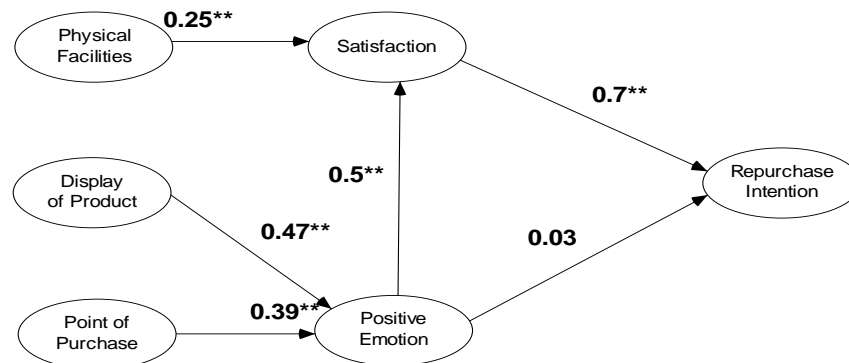 0.25**
Physical
Facilities
Satisfaction
0.7**
0.5**
Display
of Product
Repurchase
Intention
0.47**
0.03
0.39**
Point of
Purchase
Positive
Emotion